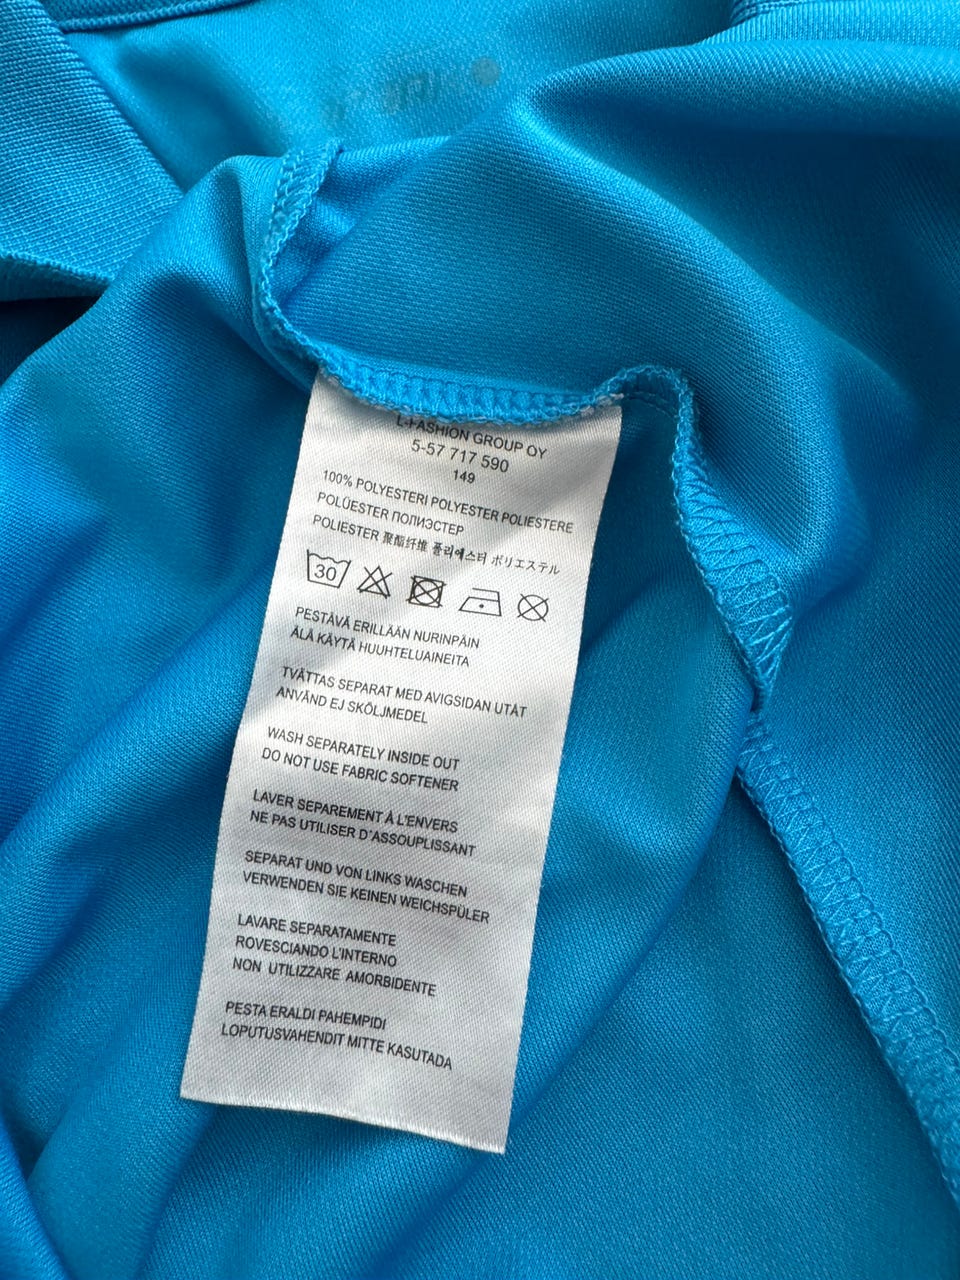 L-FASHION GROUP OY
5-57 717 590
149
100% POLYESTERI POLYESTER POLIESTERE
POLÜESTER ПОЛИЭСТЕР
POLIESTER 聚酯纤维 폴리에스터 ポリエステル
30
PESTÄVÄ ERILLÄÄN NURINPÄIN
ÄLÄ KÄYTÄ HUUHTELUAINEITA
TVÄTTAS SEPARAT MED AVIGSIDAN UTÅT
ANVÄND EJ SKÖLJMEDEL
WASH SEPARATELY INSIDE OUT
DO NOT USE FABRIC SOFTENER
LAVER SEPAREMENT À L'ENVERS
NE PAS UTILISER D'ASSOUPLISSANT
SEPARAT UND VON LINKS WASCHEN
VERWENDEN SIE KEINEN WEICHSPÜLER
LAVARE SEPARATAMENTE
ROVESCIANDO L'INTERNO
NON UTILIZZARE AMORBIDENTE
PESTA ERALDI PAHEMPIDI
LOPUTUSVAHENDIT MITTE KASUTADA